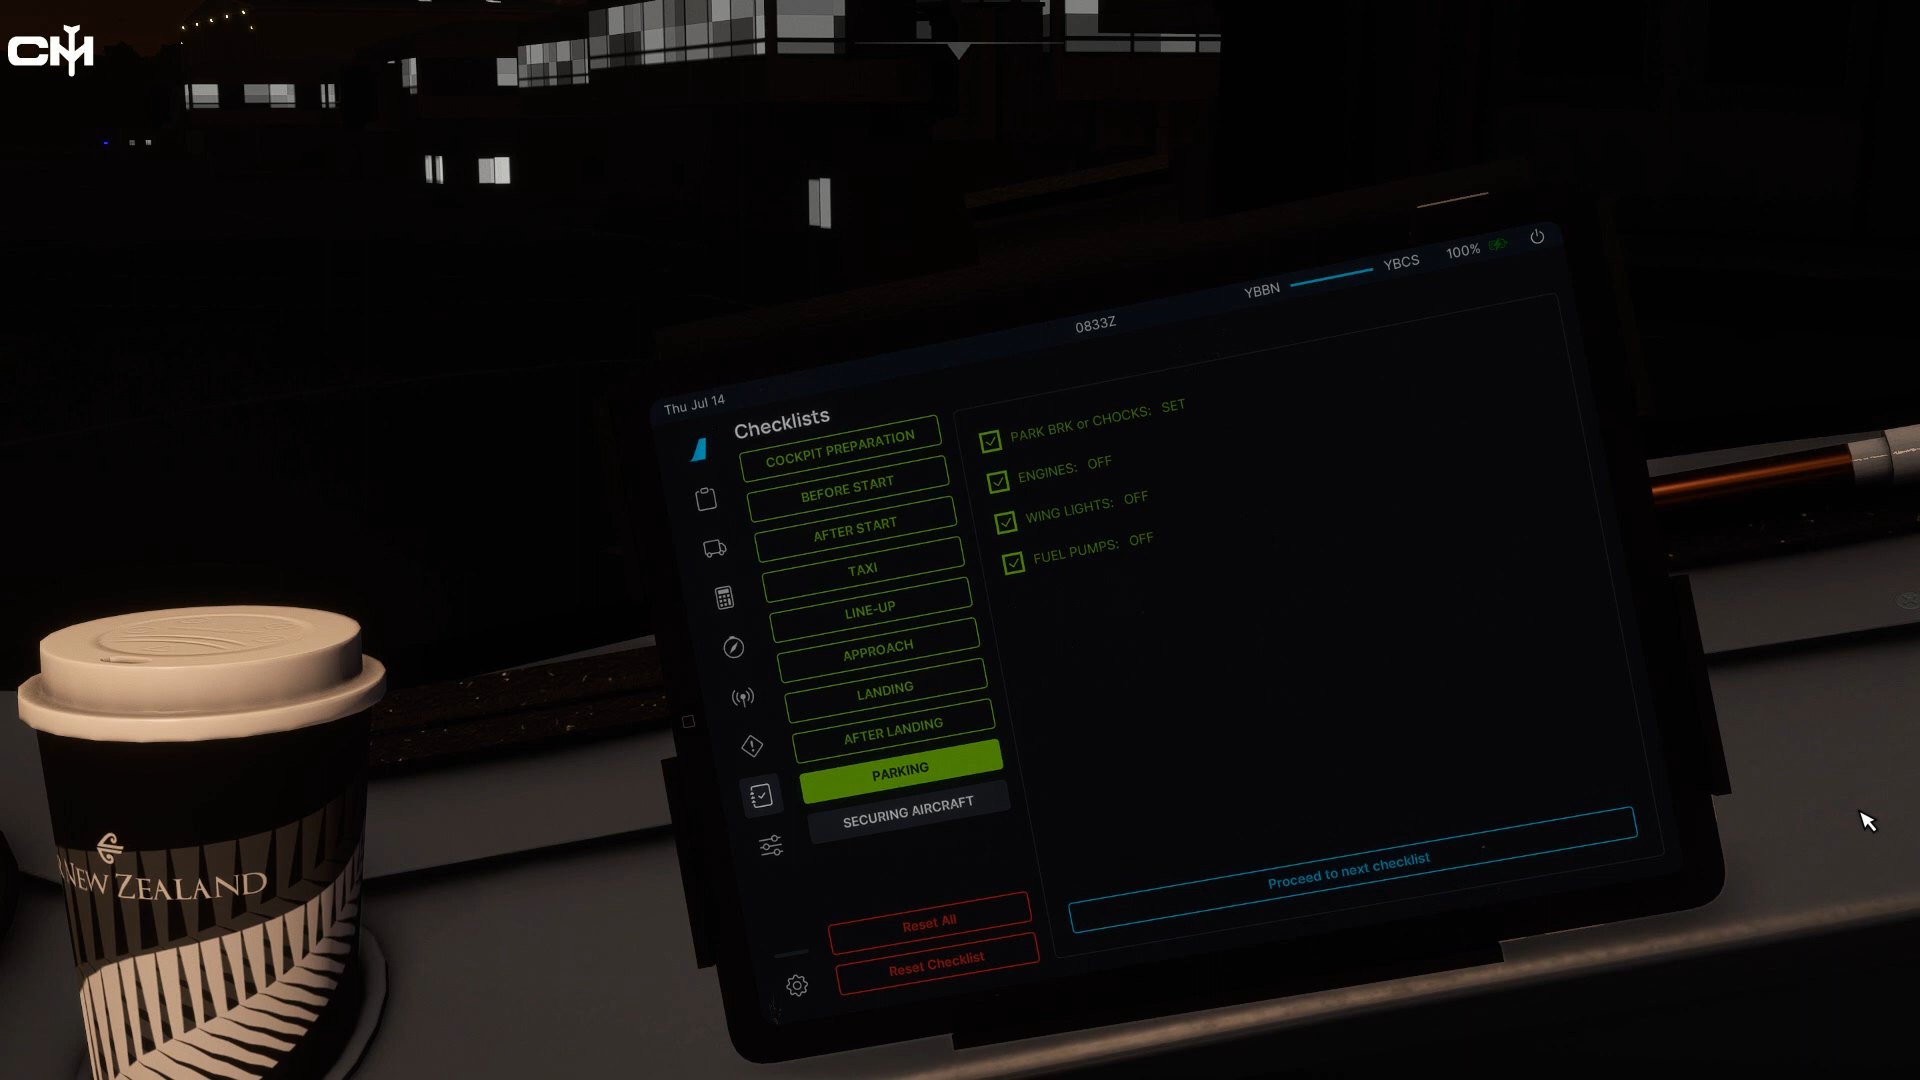 CM
YBBN YBCS 100%
0833Z
Thu Jul 14
Checklists
COCKPIT PREPARATION
BEFORE START
AFTER START
TAXI
LINE-UP
APPROACH
LANDING
AFTER LANDING
PARKING
SECURING AIRCRAFT
Reset All
Reset Checklist
PARK BRK or CHOCKS: SET
ENGINES: OFF
WING LIGHTS: OFF
FUEL PUMPS: OFF
Proceed to next checklist
NEW ZEALAND